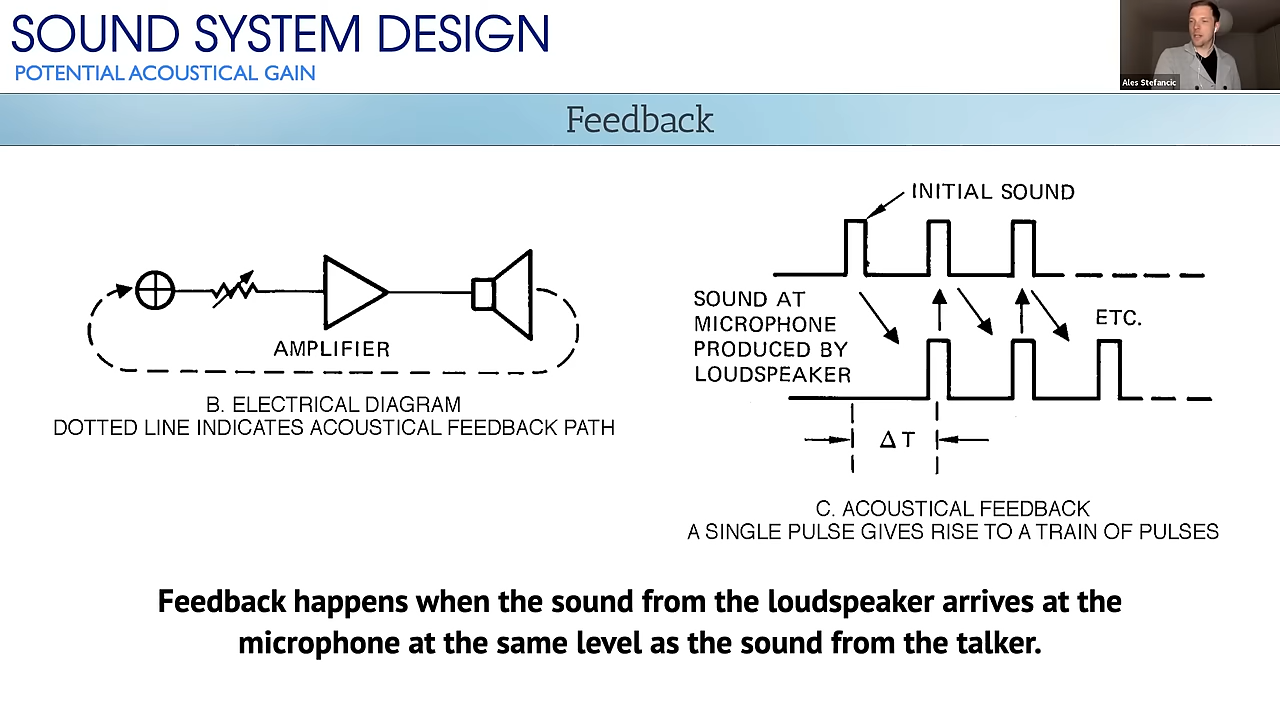 SOUND SYSTEM DESIGN
POTENTIAL ACOUSTICAL GAIN
Ales Stefancic
Feedback
AMPLIFIER
B. ELECTRICAL DIAGRAM
DOTTED LINE INDICATES ACOUSTICAL FEEDBACK PATH
INITIAL SOUND
SOUND AT
MICROPHONE
PRODUCED BY
LOUDSPEAKER
ETC.
Δ T
C. ACOUSTICAL FEEDBACK
A SINGLE PULSE GIVES RISE TO A TRAIN OF PULSES
Feedback happens when the sound from the loudspeaker arrives at the
microphone at the same level as the sound from the talker.